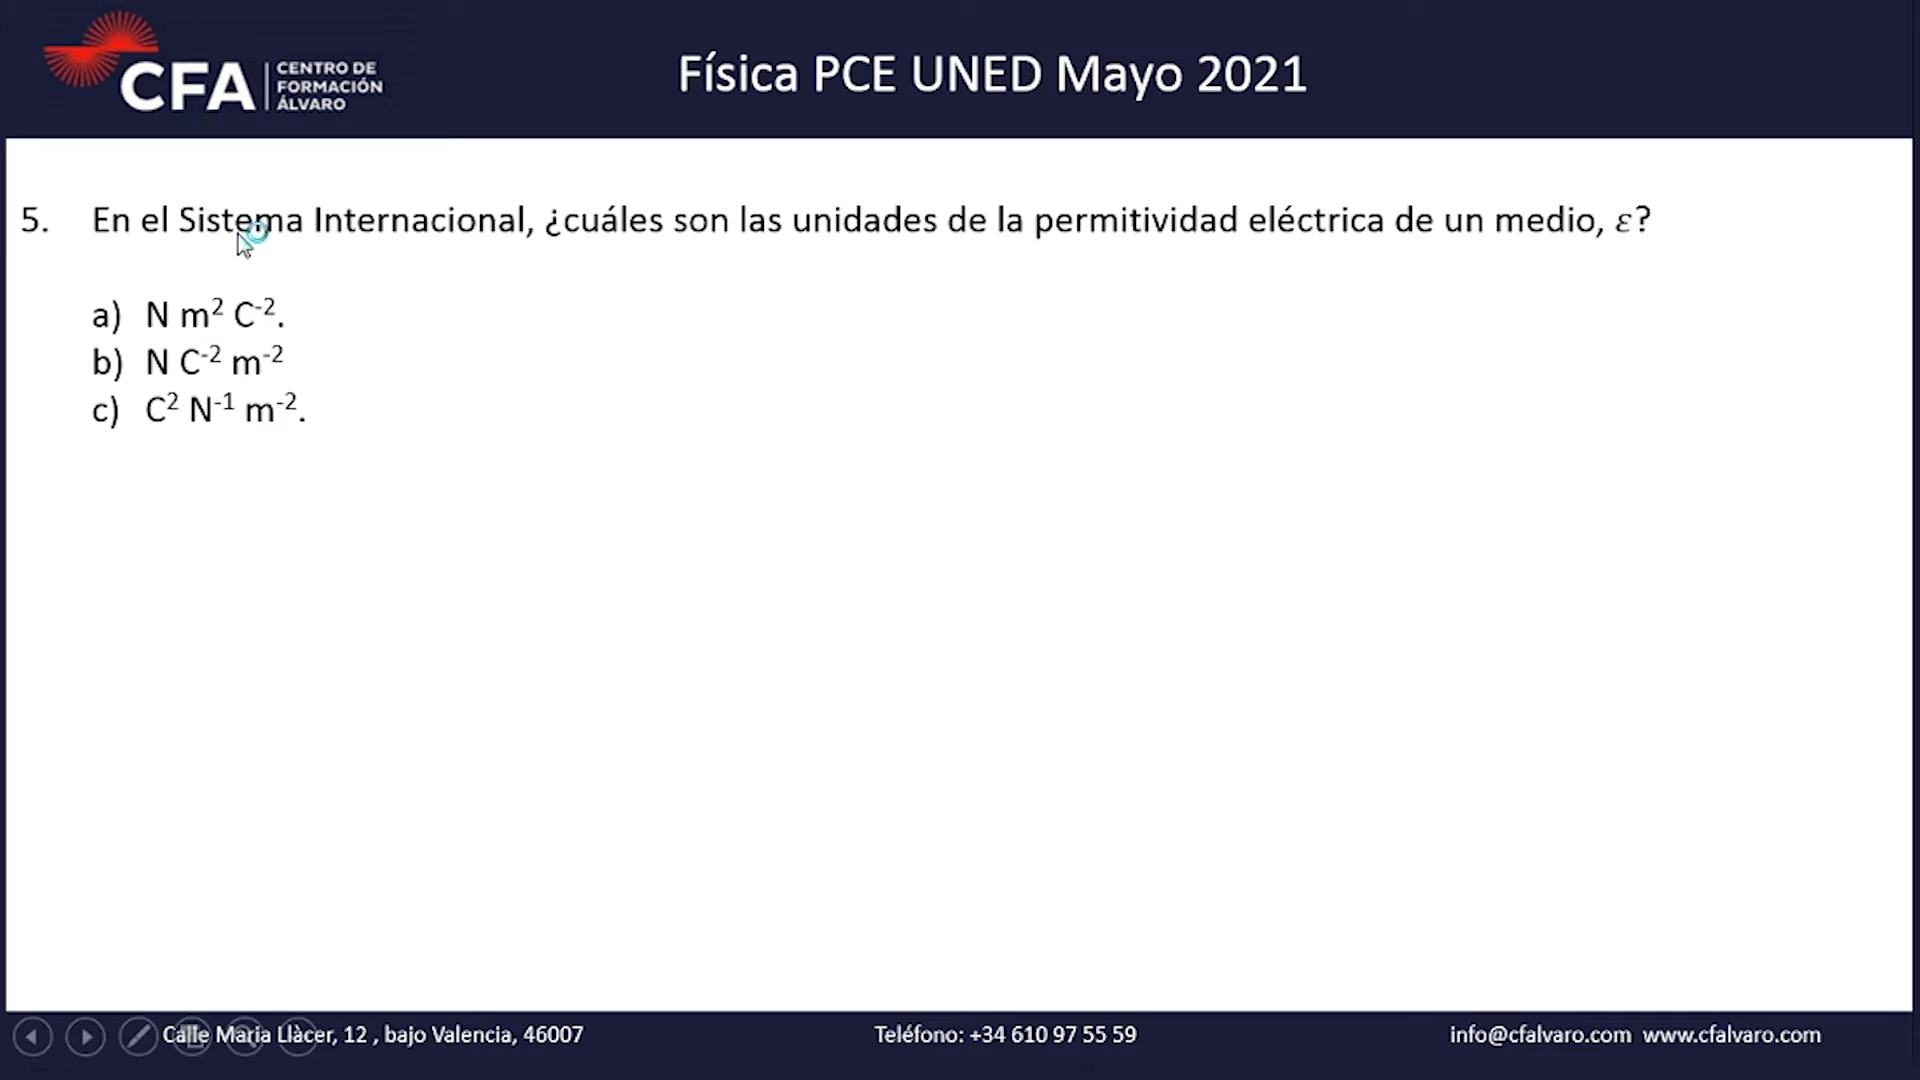 CFA
CENTRO DE
FORMACIÓN
ÁLVARO
Física PCE UNED Mayo 2021
5. En el Sistema Internacional, ¿cuáles son las unidades de la permitividad eléctrica de un medio, ε?
a) N m² C⁻².
b) N C⁻² m⁻²
c) C² N⁻¹ m⁻².
Calle Maria Llàcer, 12 , bajo Valencia, 46007
Teléfono: +34 610 97 55 59
info@cfalvaro.com www.cfalvaro.com